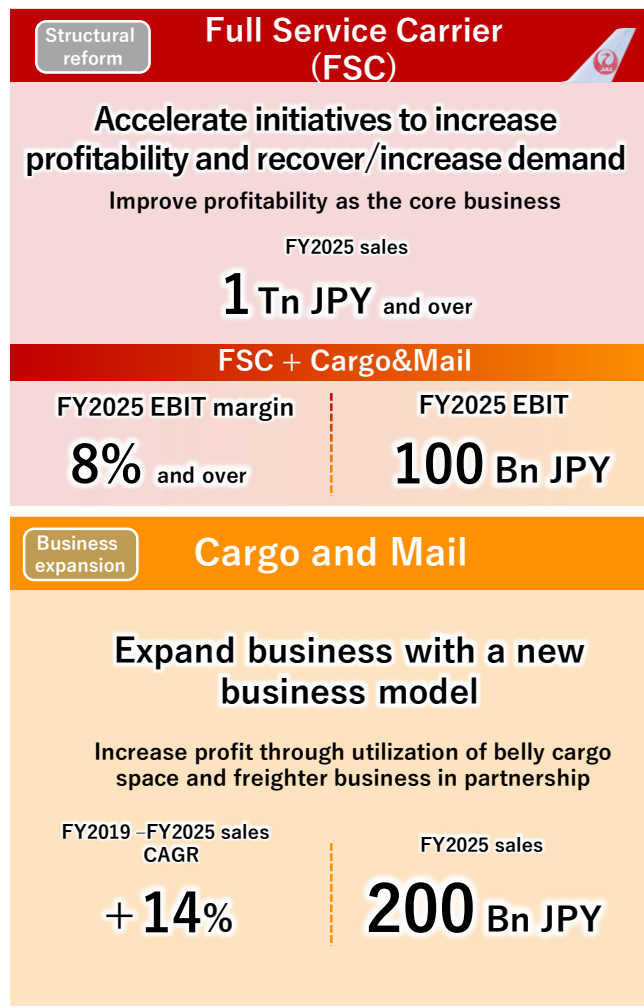 Structural
reform
Full Service Carrier
(FSC)
JAL
Accelerate initiatives to increase
profitability and recover/increase demand
Improve profitability as the core business
FY2025 sales
1 Tn JPY and over
FSC + Cargo&Mail
FY2025 EBIT margin
8% and over
FY2025 EBIT
100 Bn JPY
Business
expansion
Cargo and Mail
Expand business with a new
business model
Increase profit through utilization of belly cargo
space and freighter business in partnership
FY2019 –FY2025 sales
CAGR
+14%
FY2025 sales
200 Bn JPY